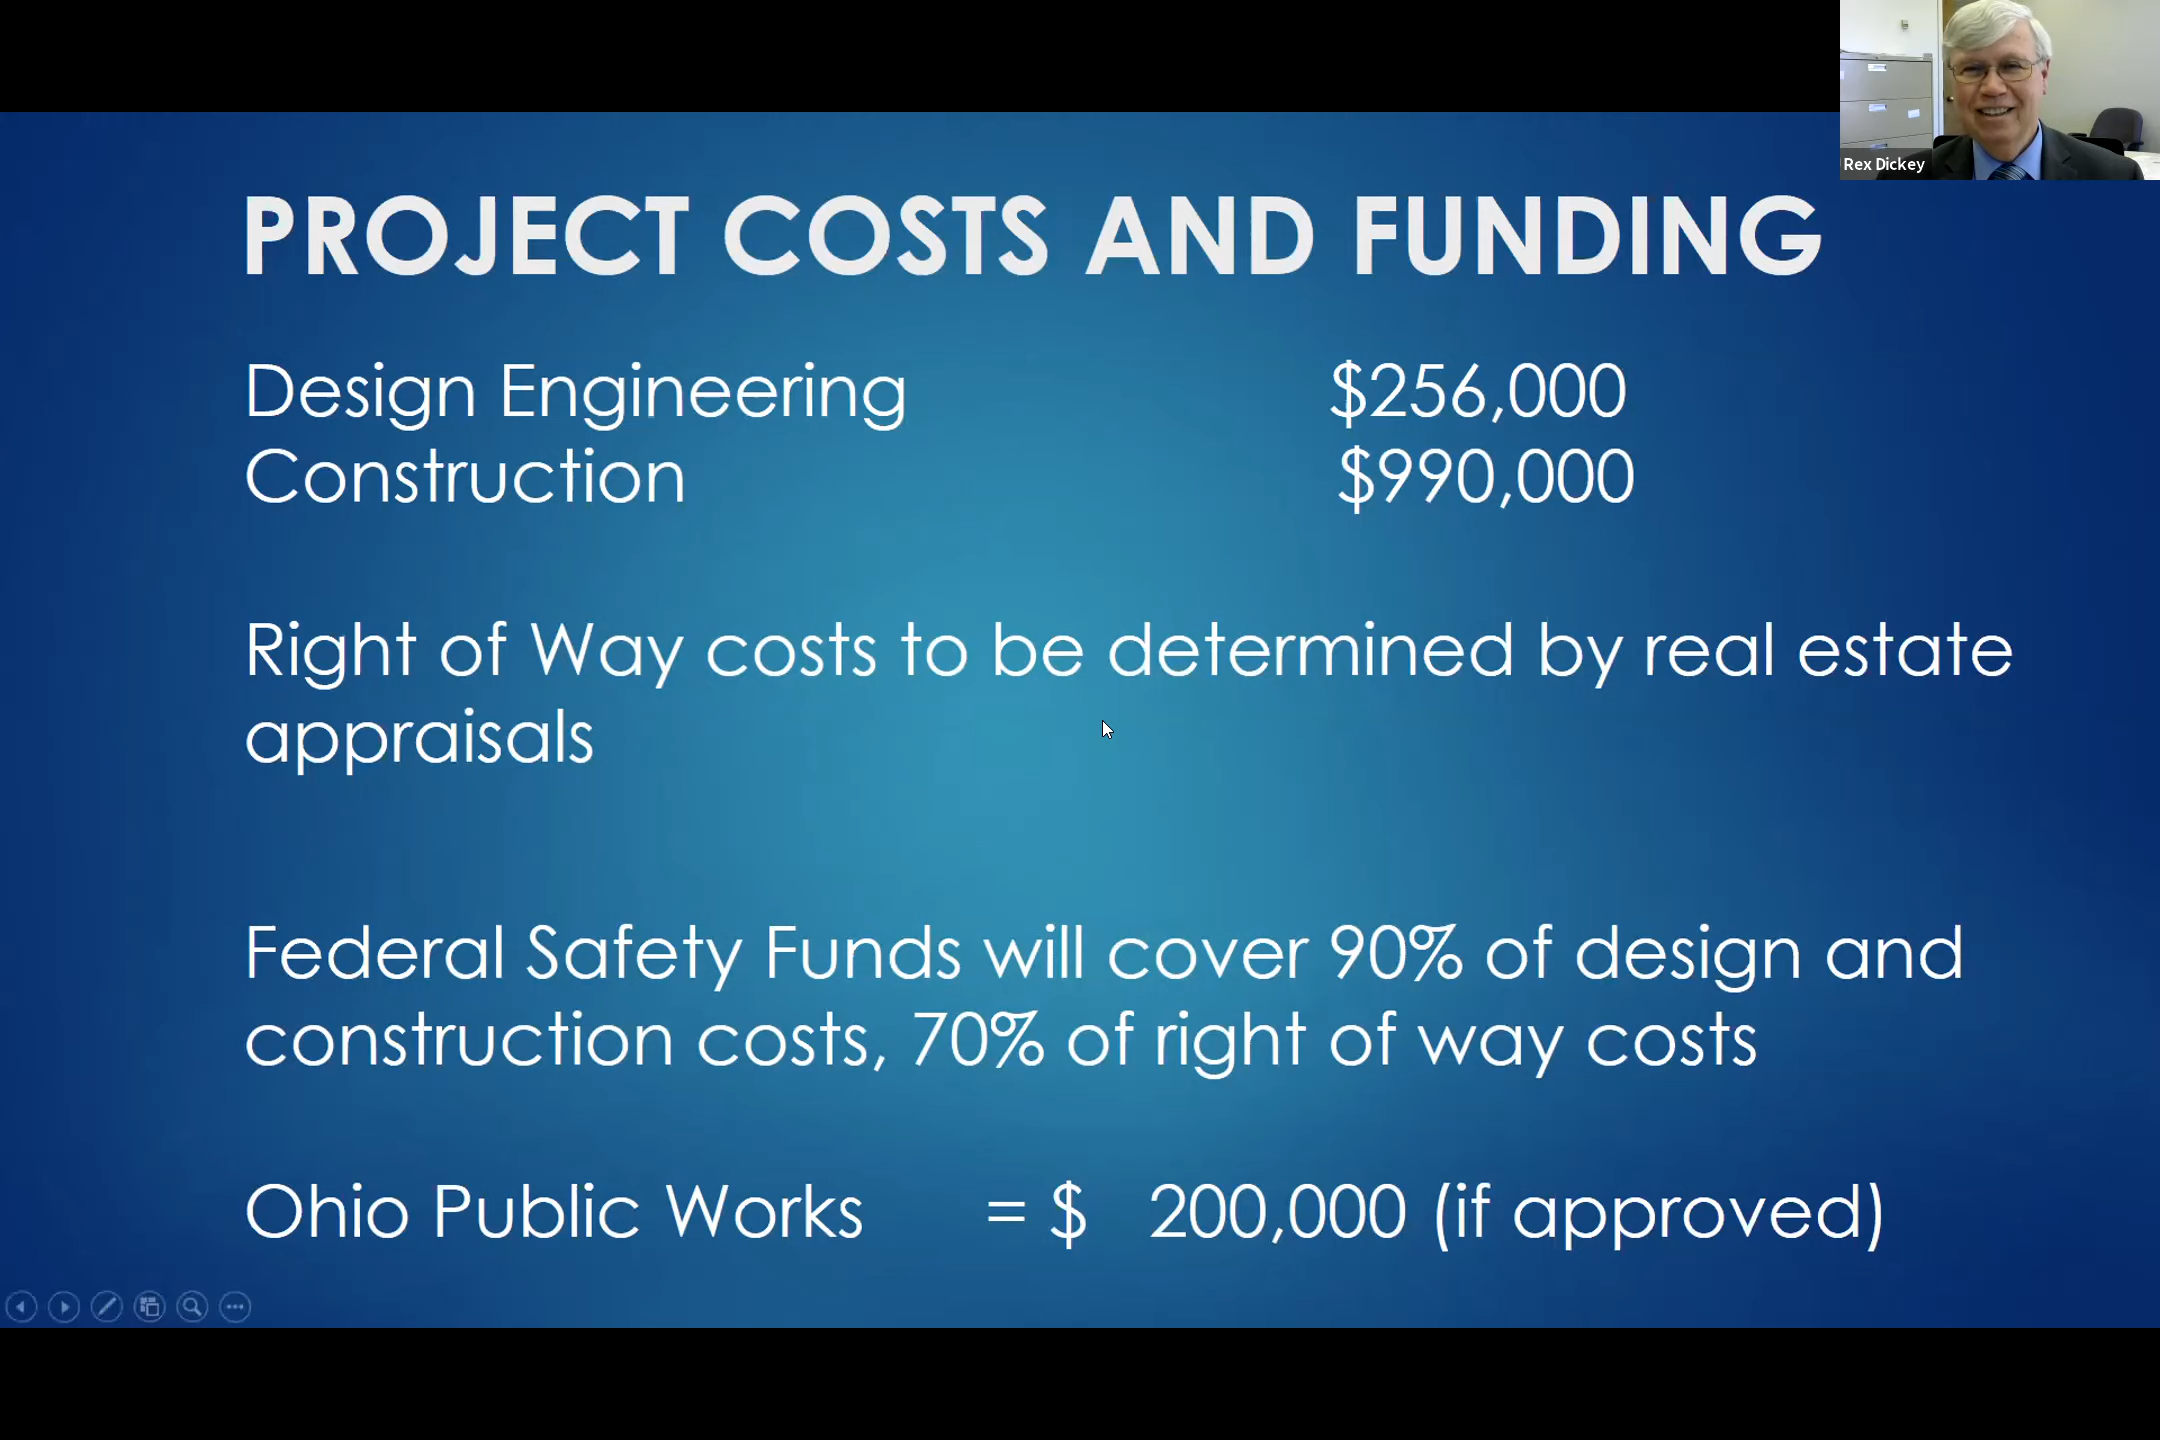 Rex Dickey
PROJECT COSTS AND FUNDING
Design Engineering $256,000
Construction $990,000
Right of Way costs to be determined by real estate
appraisals
Federal Safety Funds will cover 90% of design and
construction costs, 70% of right of way costs
Ohio Public Works = $ 200,000 (if approved)